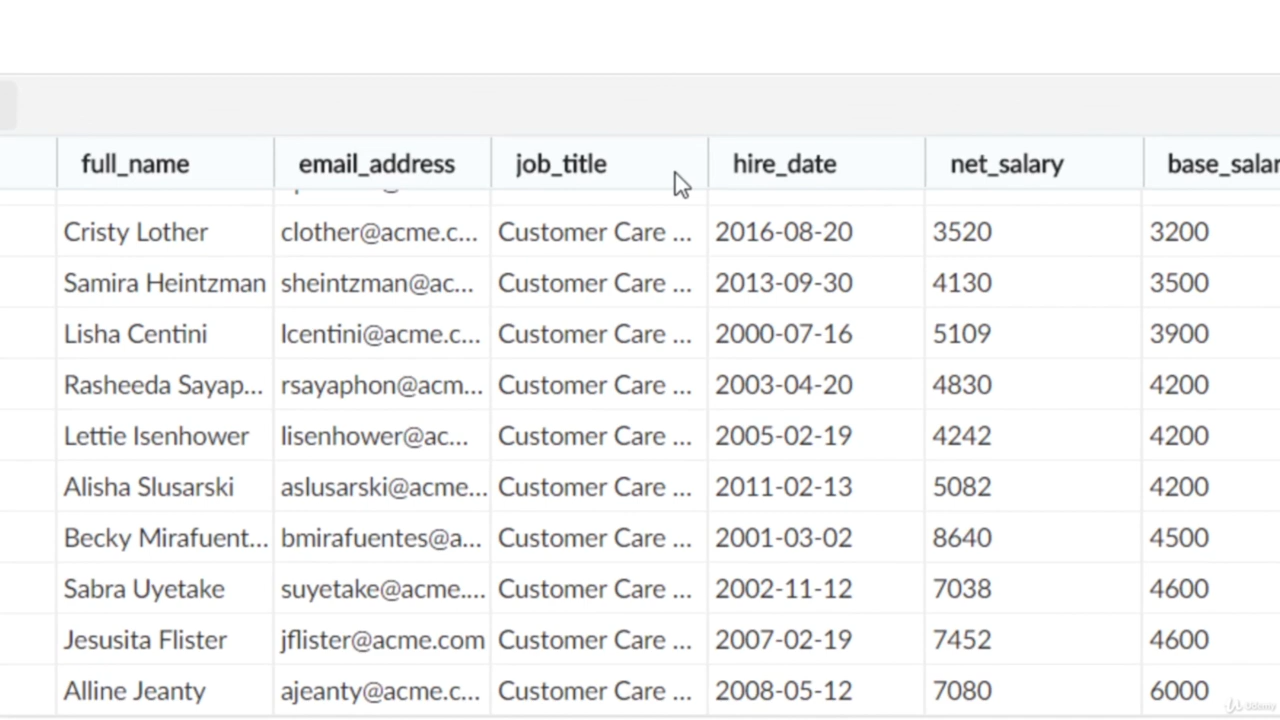 full_name email_address job_title hire_date net_salary base_salar
Cristy Lother clother@acme.c... Customer Care ... 2016-08-20 3520 3200
Samira Heintzman sheintzman@ac... Customer Care ... 2013-09-30 4130 3500
Lisha Centini lcentini@acme.c... Customer Care ... 2000-07-16 5109 3900
Rasheeda Sayap... rsayaphon@acm... Customer Care ... 2003-04-20 4830 4200
Lettie Isenhower lisenhower@ac... Customer Care ... 2005-02-19 4242 4200
Alisha Slusarski aslusarski@acme... Customer Care ... 2011-02-13 5082 4200
Becky Mirafuent... bmirafuentes@a... Customer Care ... 2001-03-02 8640 4500
Sabra Uyetake suyetake@acme.... Customer Care ... 2002-11-12 7038 4600
Jesusita Flister jflister@acme.com Customer Care ... 2007-02-19 7452 4600
Alline Jeanty ajeanty@acme.c... Customer Care ... 2008-05-12 7080 6000
Udemy